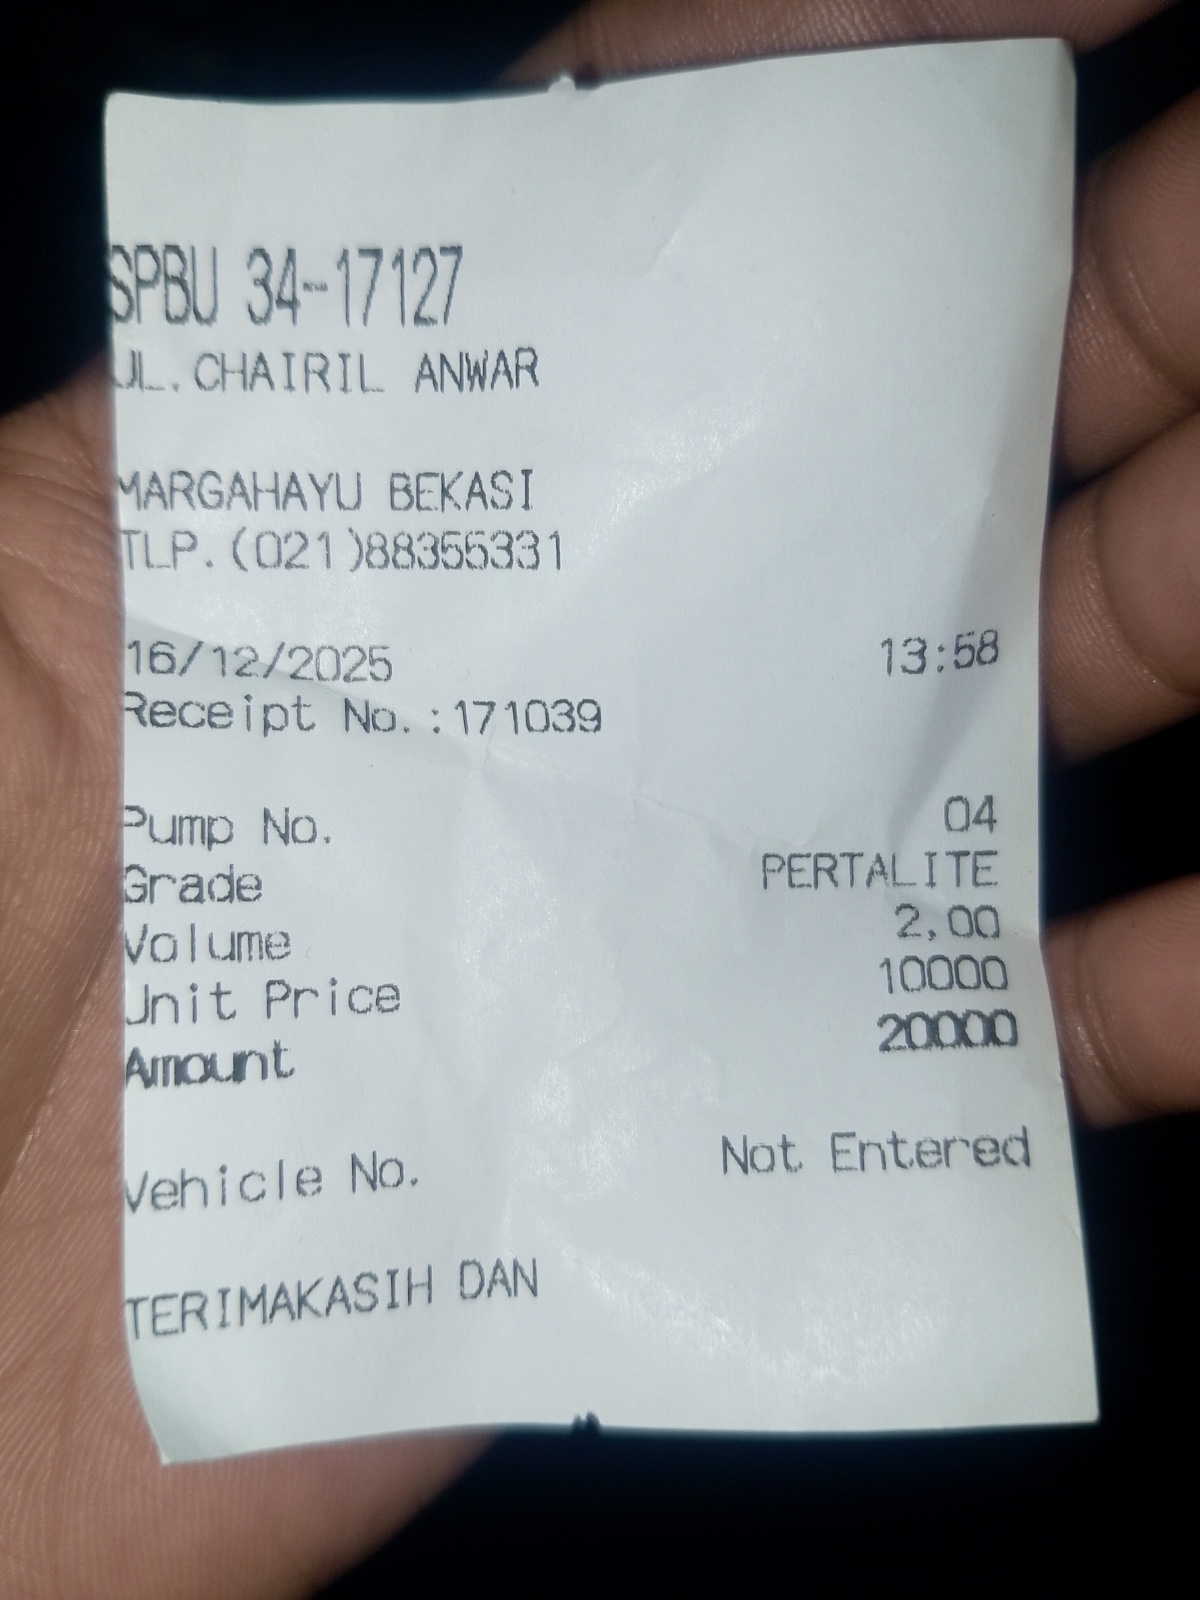 SPBU 34-17127
JL.CHAIRIL ANWAR
MARGAHAYU BEKASI
TLP.(021)88355331
16/12/2025 13:58
Receipt No.:171039
Pump No. 04
Grade PERTALITE
Volume 2,00
Unit Price 10000
Amount 20000
Vehicle No. Not Entered
TERIMAKASIH DAN